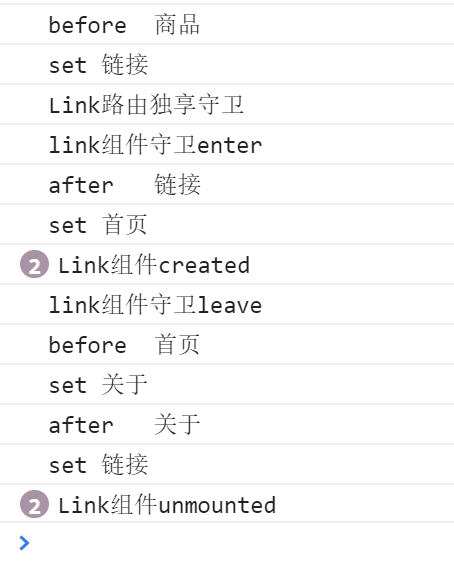 before 商品
set 链接
Link路由独享守卫
link组件守卫enter
after 链接
set 首页
2 Link组件created
link组件守卫leave
before 首页
set 关于
after 关于
set 链接
2 Link组件unmounted